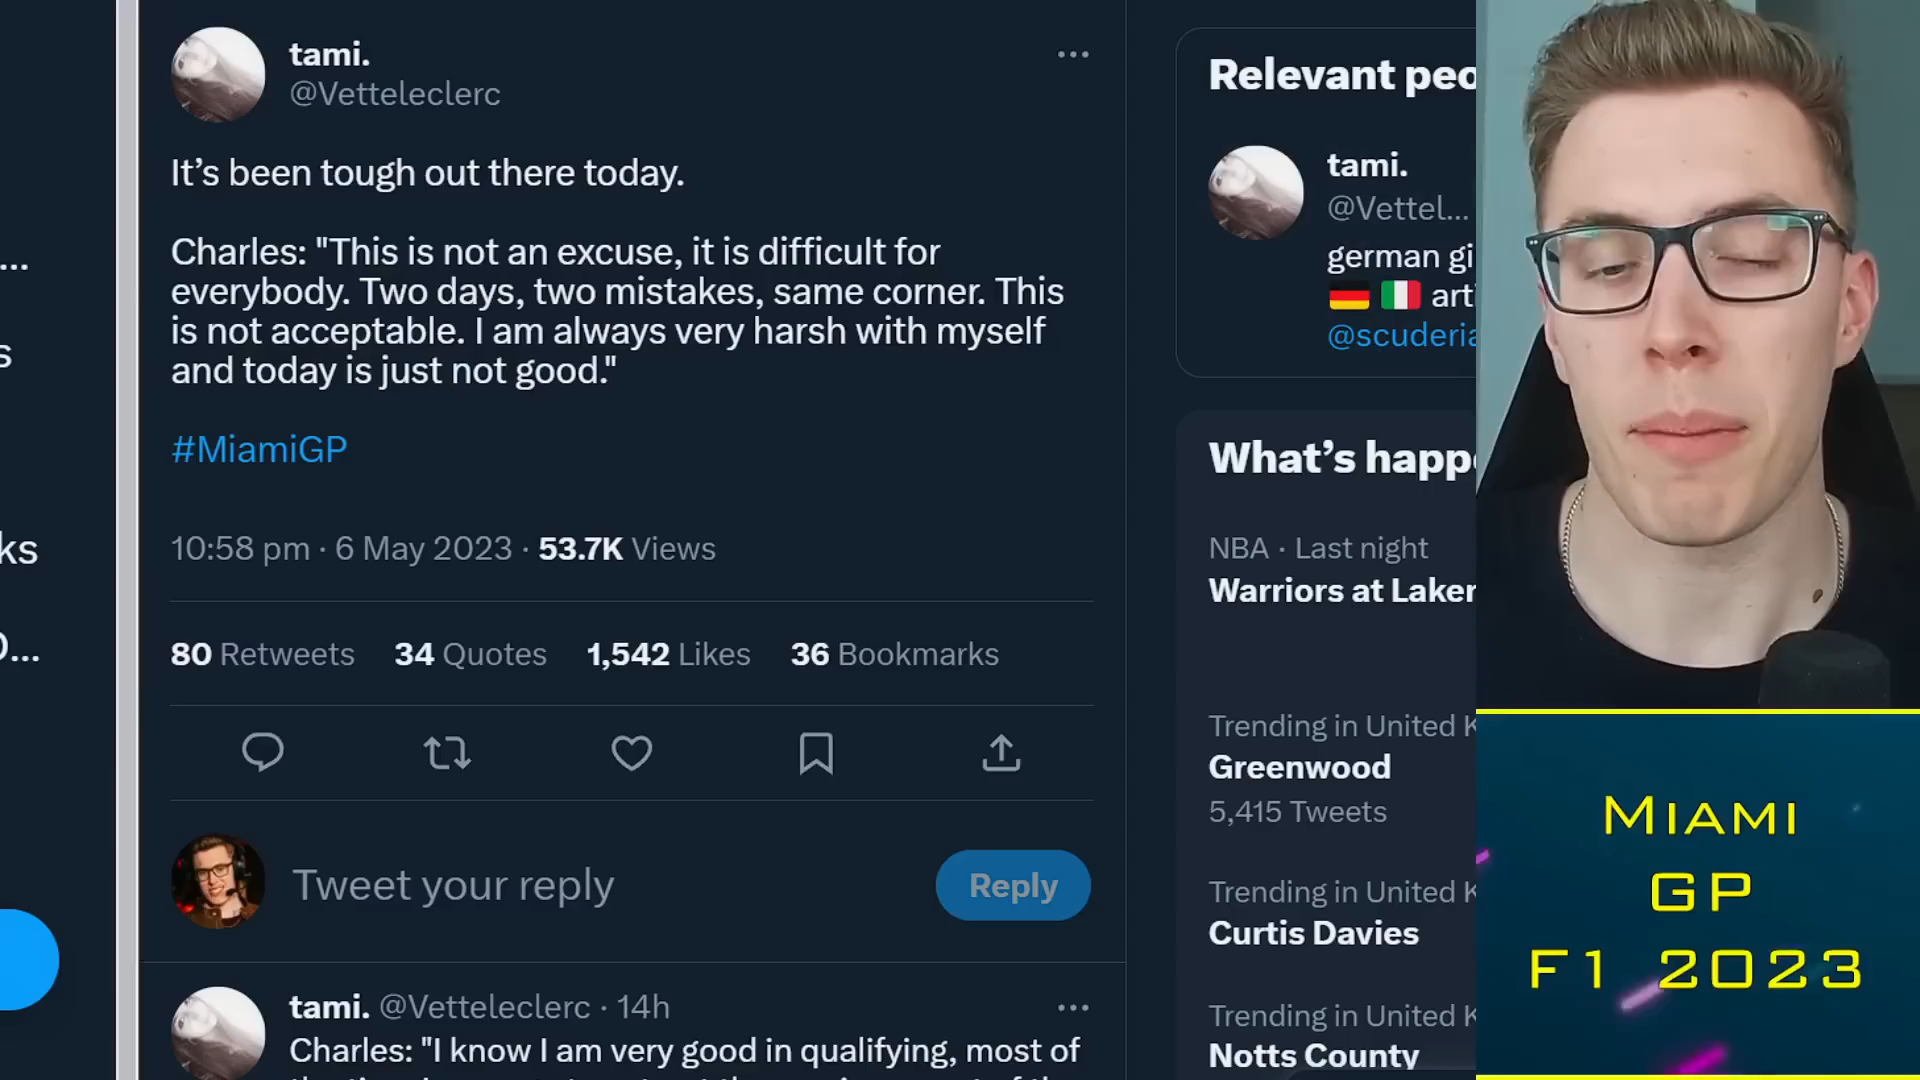 tami.
@Vetteleclerc
It's been tough out there today.
Charles: "This is not an excuse, it is difficult for
everybody. Two days, two mistakes, same corner. This
is not acceptable. I am always very harsh with myself
and today is just not good."
#MiamiGP
10:58 pm · 6 May 2023 · 53.7K Views
80 Retweets 34 Quotes 1,542 Likes 36 Bookmarks
Tweet your reply
Reply
tami. @Vetteleclerc · 14h
Charles: "I know I am very good in qualifying, most of
Relevant peo
tami.
@Vettel...
german gi
art
@scuderia
What's happe
NBA · Last night
Warriors at Laker
Trending in United K
Greenwood
5,415 Tweets
Trending in United K
Curtis Davies
Trending in United K
Notts County
MIAMI
GP
F1 2023